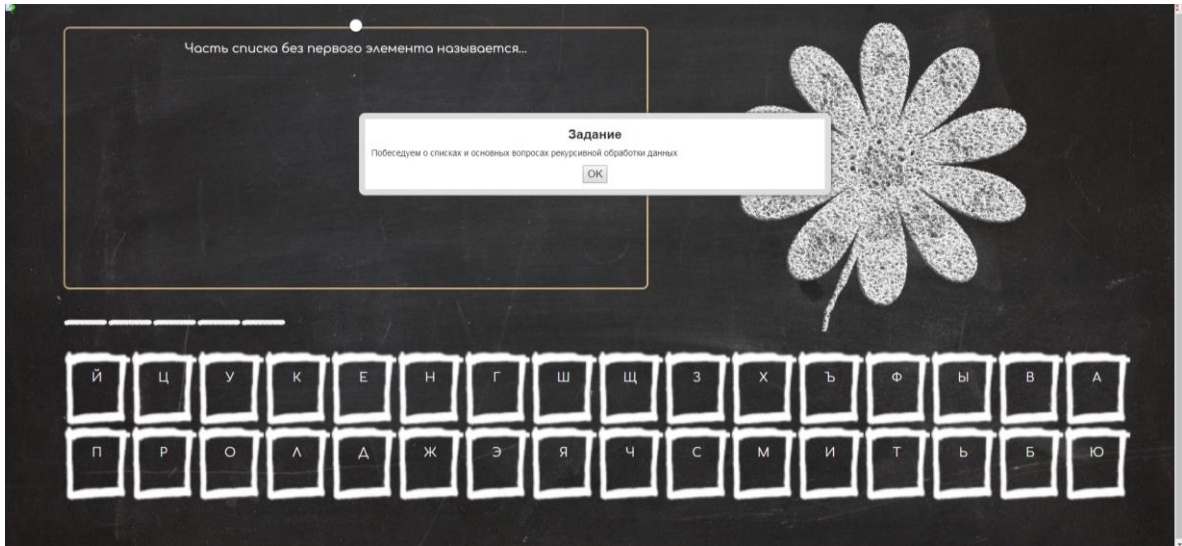 Часть списка без первого элемента называется...
Задание
Побеседуем о списках и основных вопросах рекурсивной обработки данных
OK
Й Ц У К Е Н Г Ш Щ З Х Ъ Ф Ы В А
П Р О Л Д Ж Э Я Ч С М И Т Ь Б Ю